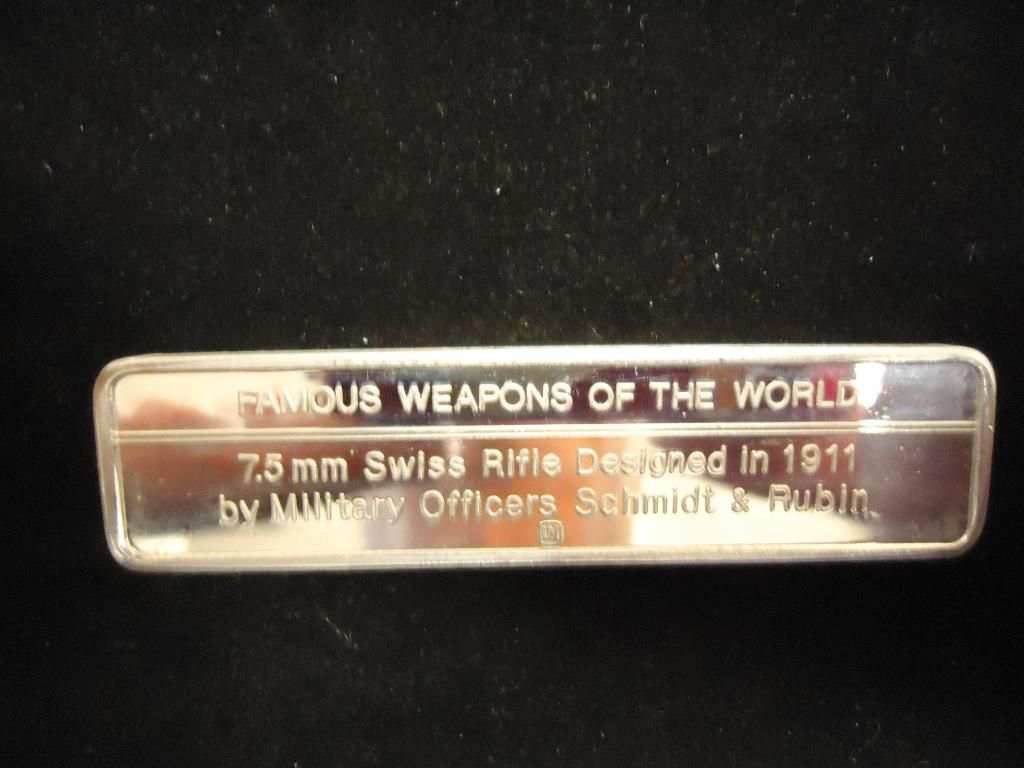 FAMOUS WEAPONS OF THE WORLD
7.5mm Swiss Rifle Designed in 1911
by Military Officers Schmidt & Rubin